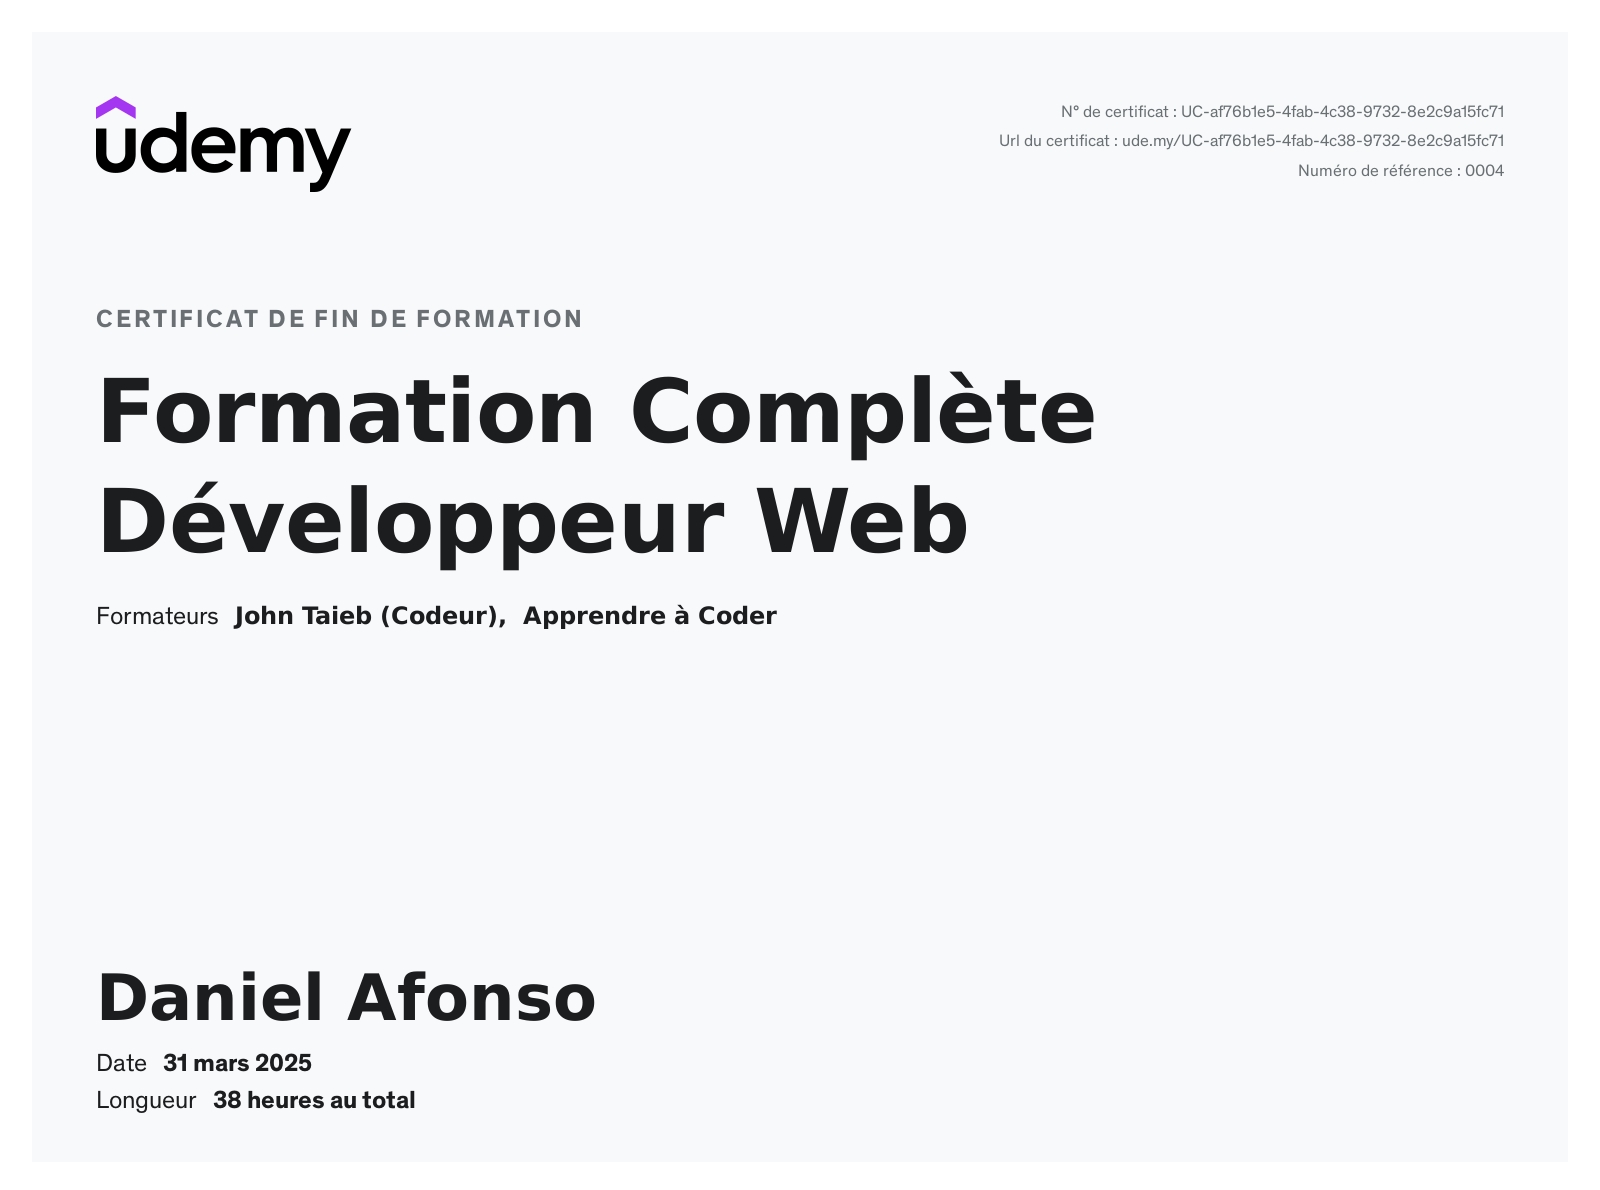 udemy
N° de certificat : UC-af76b1e5-4fab-4c38-9732-8e2c9a15fc71
Url du certificat : ude.my/UC-af76b1e5-4fab-4c38-9732-8e2c9a15fc71
Numéro de référence : 0004
CERTIFICAT DE FIN DE FORMATION
Formation Complète
Développeur Web
Formateurs John Taieb (Codeur), Apprendre à Coder
Daniel Afonso
Date 31 mars 2025
Longueur 38 heures au total